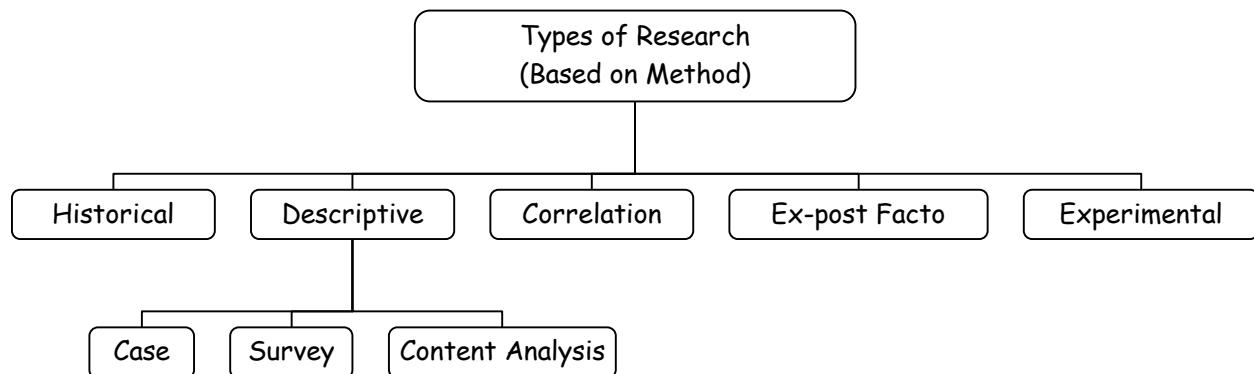 Types of Research
(Based on Method)
Historical
Descriptive
Correlation
Ex-post Facto
Experimental
Case
Survey
Content Analysis